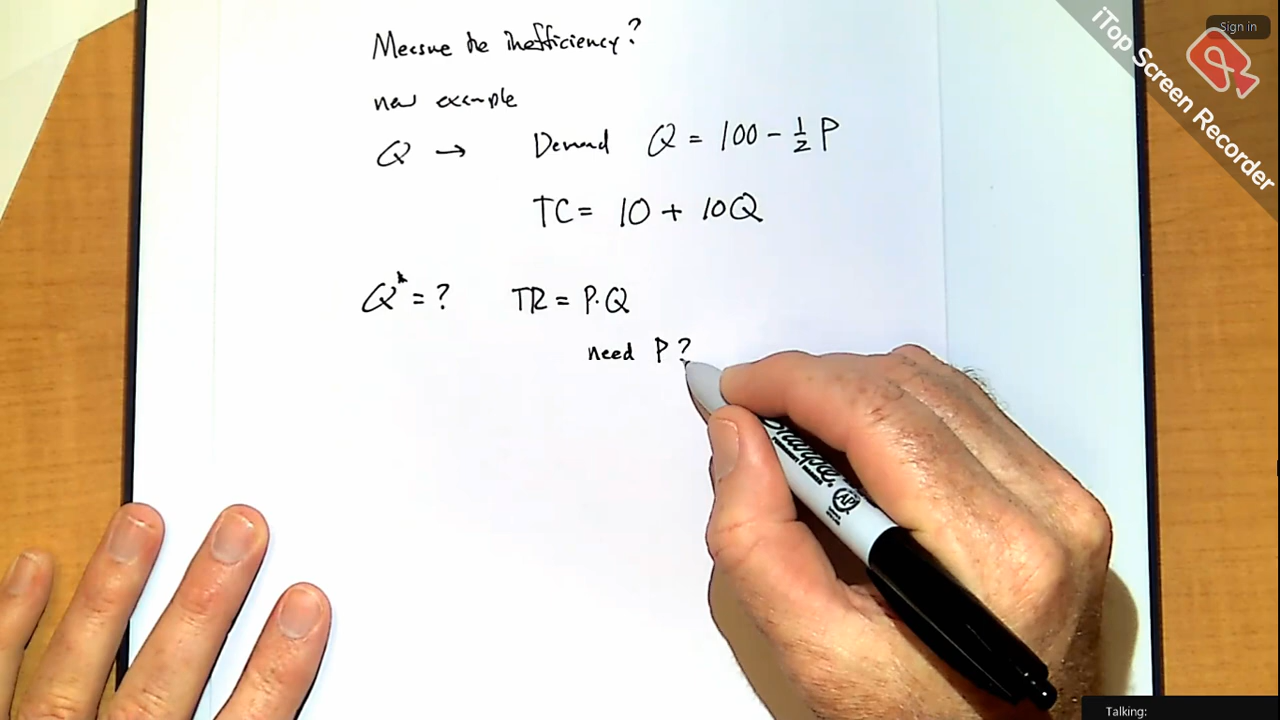 Measure the inefficiency?
new example
Q → Demand Q = 100 - 1/2 P
TC = 10 + 10Q
Q* = ? TR = P·Q
need P?
Sharpie.
AP
iTop Screen Recorder
Sign in
Talking: